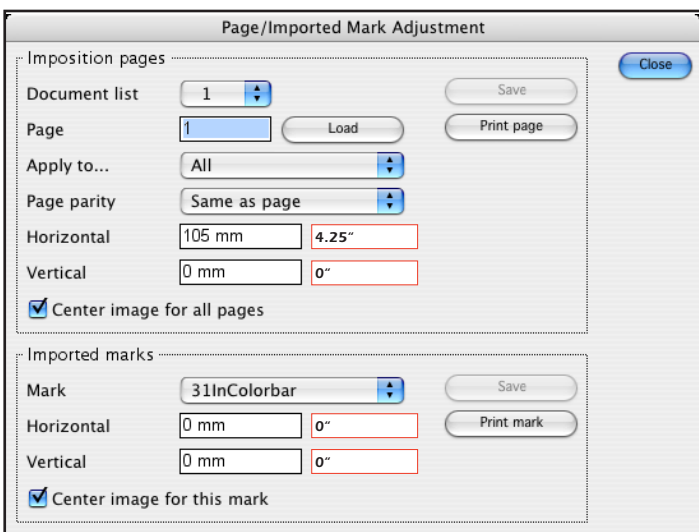 Page/Imported Mark Adjustment
Imposition pages
Close
Document list 1 Save
Page 1 Load Print page
Apply to... All
Page parity Same as page
Horizontal 105 mm 4.25"
Vertical 0 mm 0"
Center image for all pages
Imported marks
Mark 31InColorbar Save
Horizontal 0 mm 0" Print mark
Vertical 0 mm 0"
Center image for this mark